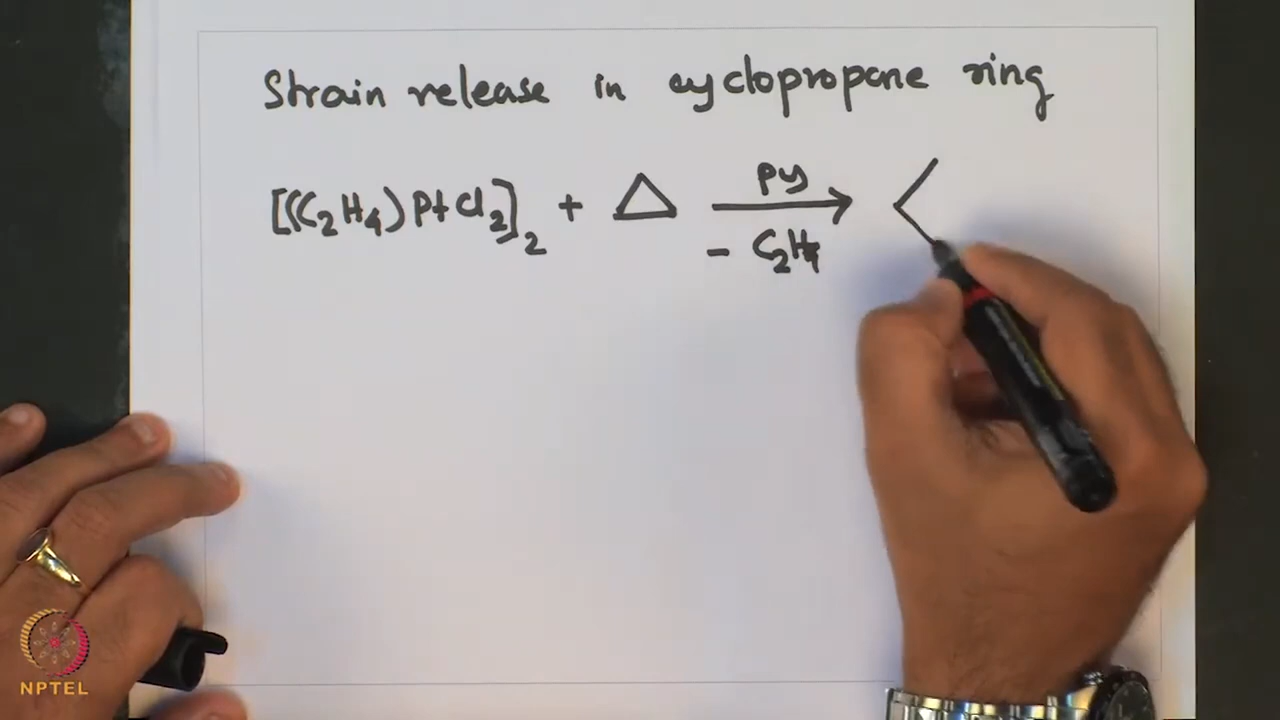 Strain release in cyclopropane ring
[(C2H4)PtCl2]2 + △ py
- C2H4
NPTEL